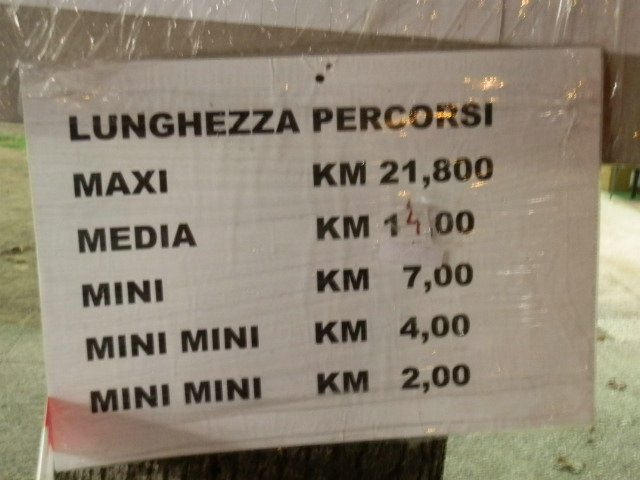 LUNGHEZZA PERCORSI
MAXI KM 21,800
MEDIA KM 14,00
MINI KM 7,00
MINI MINI KM 4,00
MINI MINI KM 2,00